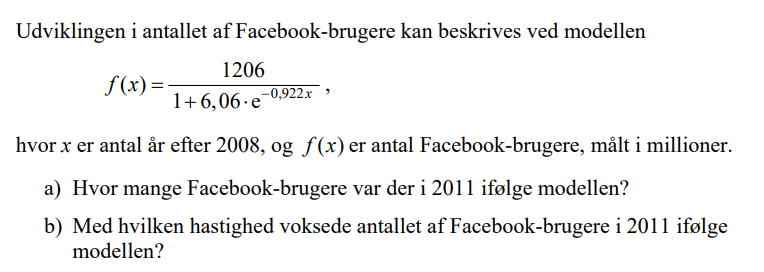 Udviklingen i antallet af Facebook-brugere kan beskrives ved modellen
f(x) = 1206 / (1 + 6,06 · e^(−0,922x)) ,
hvor x er antal år efter 2008, og f(x) er antal Facebook-brugere, målt i millioner.
a) Hvor mange Facebook-brugere var der i 2011 ifølge modellen?
b) Med hvilken hastighed voksede antallet af Facebook-brugere i 2011 ifølge
modellen?